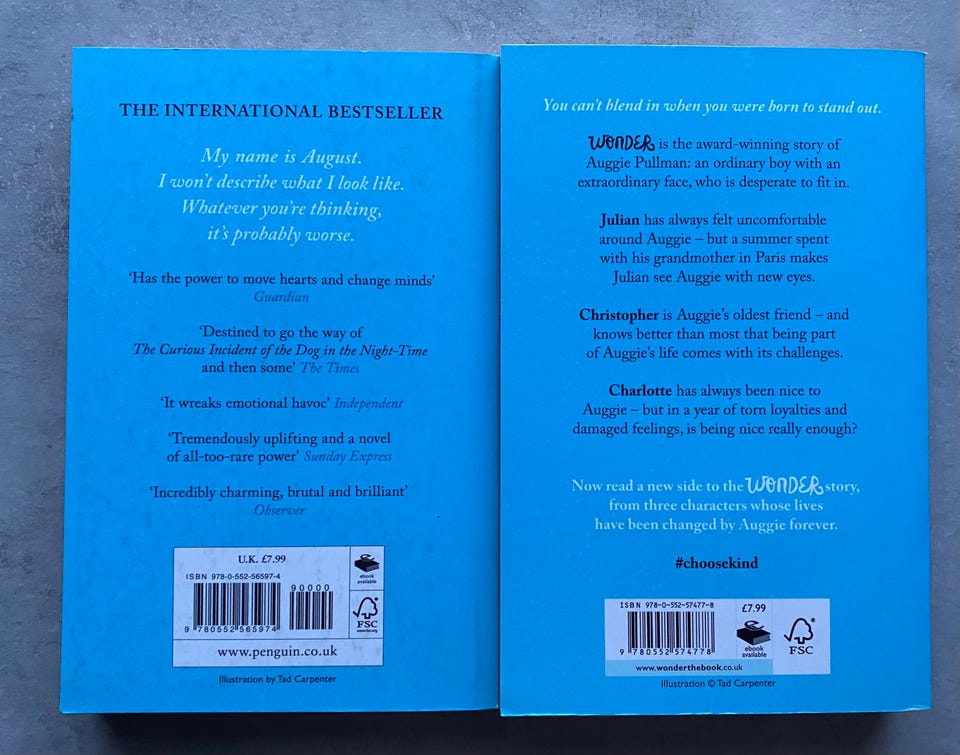 THE INTERNATIONAL BESTSELLER
My name is August.
I won't describe what I look like.
Whatever you're thinking,
it's probably worse.
‘Has the power to move hearts and change minds’
Guardian
‘Destined to go the way of
The Curious Incident of the Dog in the Night-Time
and then some’ The Times
‘It wreaks emotional havoc’ Independent
‘Tremendously uplifting and a novel
of all-too-rare power’ Sunday Express
‘Incredibly charming, brutal and brilliant’
Observer
U.K. £7.99
ISBN 978-0-552-56597-4
90000
9 780552 565974
ebook
available
FSC
www.fsc.org
www.penguin.co.uk
Illustration by Tad Carpenter
You can't blend in when you were born to stand out.
WONDER is the award-winning story of
Auggie Pullman: an ordinary boy with an
extraordinary face, who is desperate to fit in.
Julian has always felt uncomfortable
around Auggie – but a summer spent
with his grandmother in Paris makes
Julian see Auggie with new eyes.
Christopher is Auggie's oldest friend – and
knows better than most that being part
of Auggie's life comes with its challenges.
Charlotte has always been nice to
Auggie – but in a year of torn loyalties and
damaged feelings, is being nice really enough?
Now read a new side to the WONDER story,
from three characters whose lives
have been changed by Auggie forever.
#choosekind
ISBN 978-0-552-57477-8
9 780552 574778
£7.99
ebook
available
FSC®
www.wonderthebook.co.uk
Illustration © Tad Carpenter